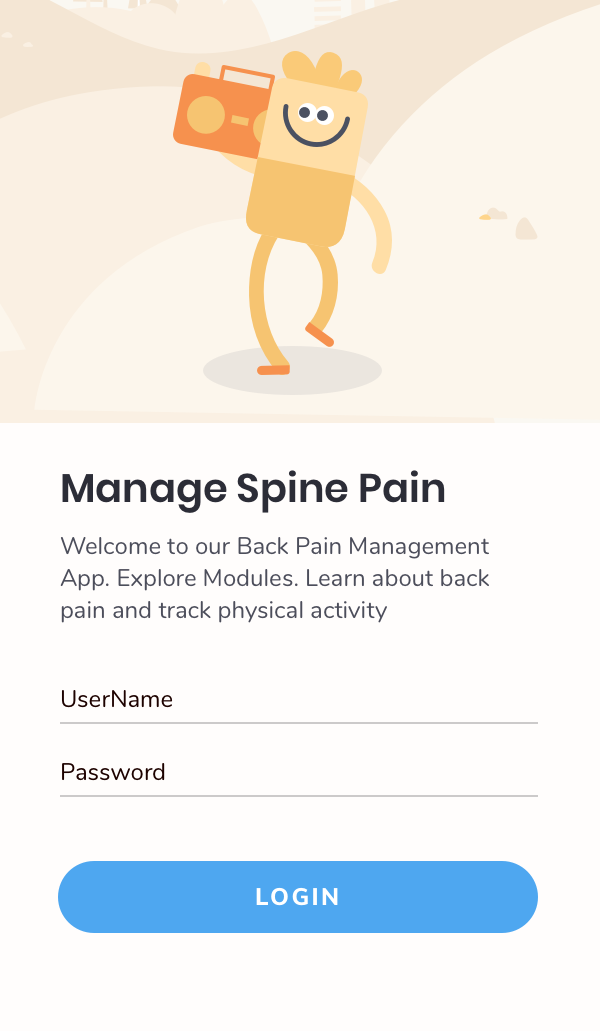 Manage Spine Pain
Welcome to our Back Pain Management
App. Explore Modules. Learn about back
pain and track physical activity
UserName
Password
LOGIN